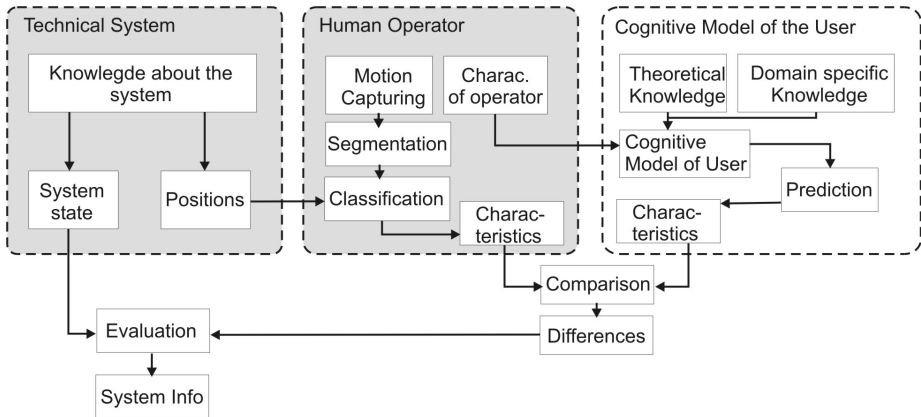 Technical System
Knowlegde about the
system
System
state
Positions
Human Operator
Motion
Capturing
Charac.
of operator
Segmentation
Classification
Charac-
teristics
Cognitive Model of the User
Theoretical
Knowledge
Domain specific
Knowledge
Cognitive
Model of User
Prediction
Charac-
teristics
Comparison
Differences
Evaluation
System Info